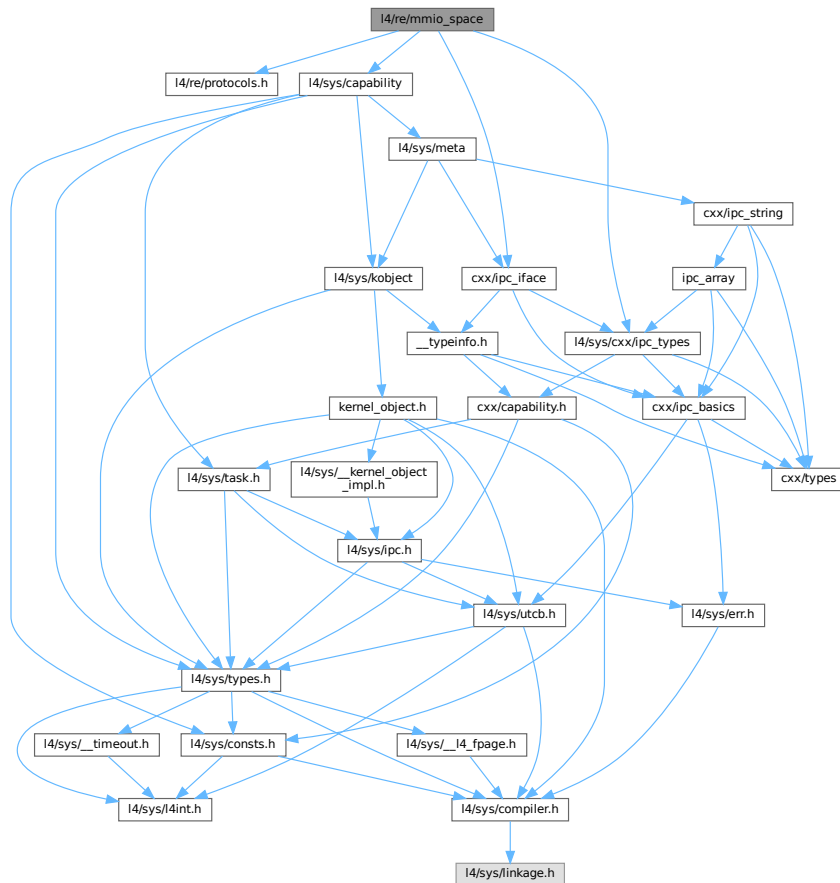 l4/re/mmio_space
l4/re/protocols.h
l4/sys/capability
l4/sys/meta
cxx/ipc_string
l4/sys/kobject
cxx/ipc_iface
ipc_array
__typeinfo.h
l4/sys/cxx/ipc_types
kernel_object.h
cxx/capability.h
cxx/ipc_basics
l4/sys/task.h
l4/sys/__kernel_object
_impl.h
cxx/types
l4/sys/ipc.h
l4/sys/utcb.h
l4/sys/err.h
l4/sys/types.h
l4/sys/__timeout.h
l4/sys/consts.h
l4/sys/__l4_fpage.h
l4/sys/l4int.h
l4/sys/compiler.h
l4/sys/linkage.h